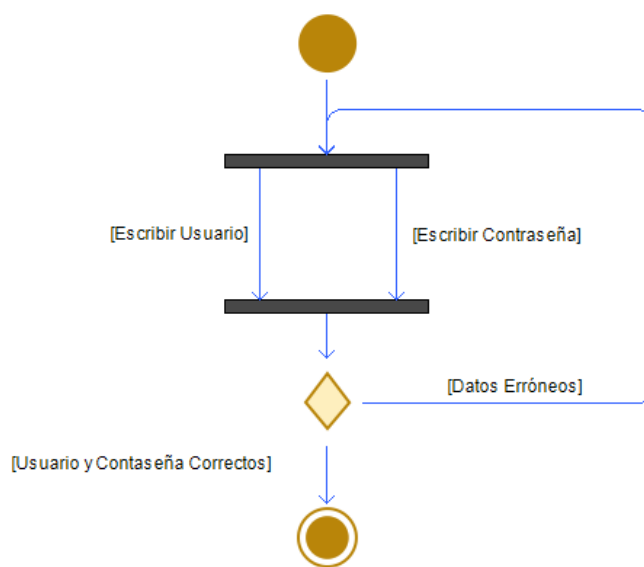 [Escribir Usuario]
[Escribir Contraseña]
[Datos Erróneos]
[Usuario y Contaseña Correctos]